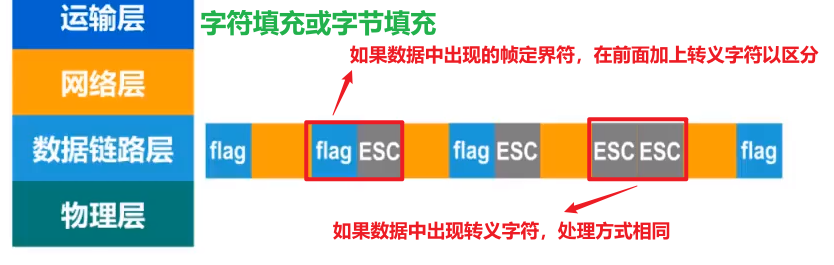 运输层
字符填充或字节填充
如果数据中出现的帧定界符，在前面加上转义字符以区分
网络层
数据链路层
flag flag ESC flag ESC ESC ESC flag
物理层
如果数据中出现转义字符，处理方式相同